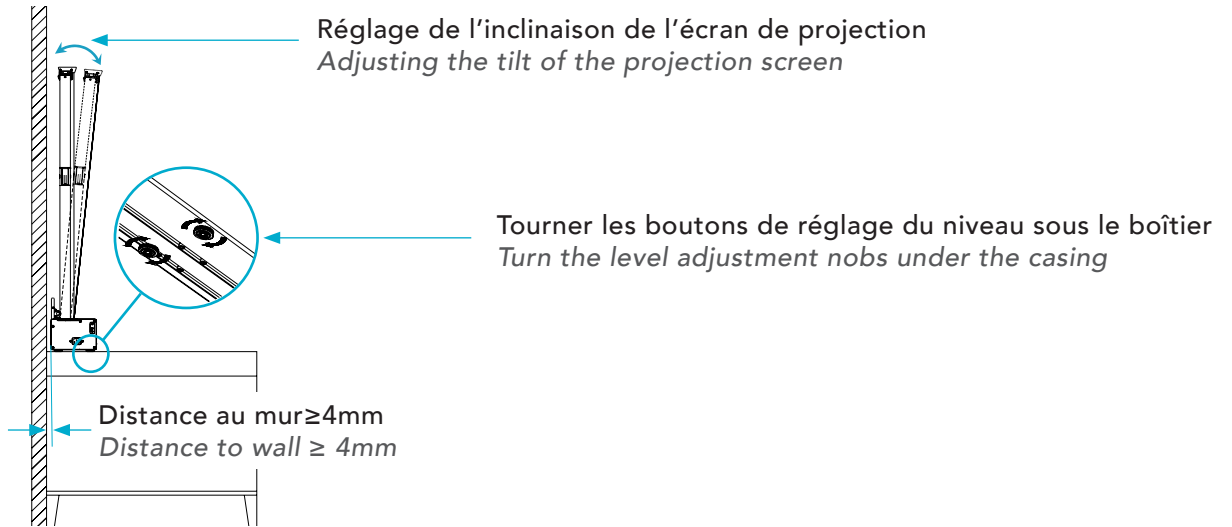 Réglage de l'inclinaison de l'écran de projection
Adjusting the tilt of the projection screen
Tourner les boutons de réglage du niveau sous le boîtier
Turn the level adjustment nobs under the casing
Distance au mur≥4mm
Distance to wall ≥ 4mm